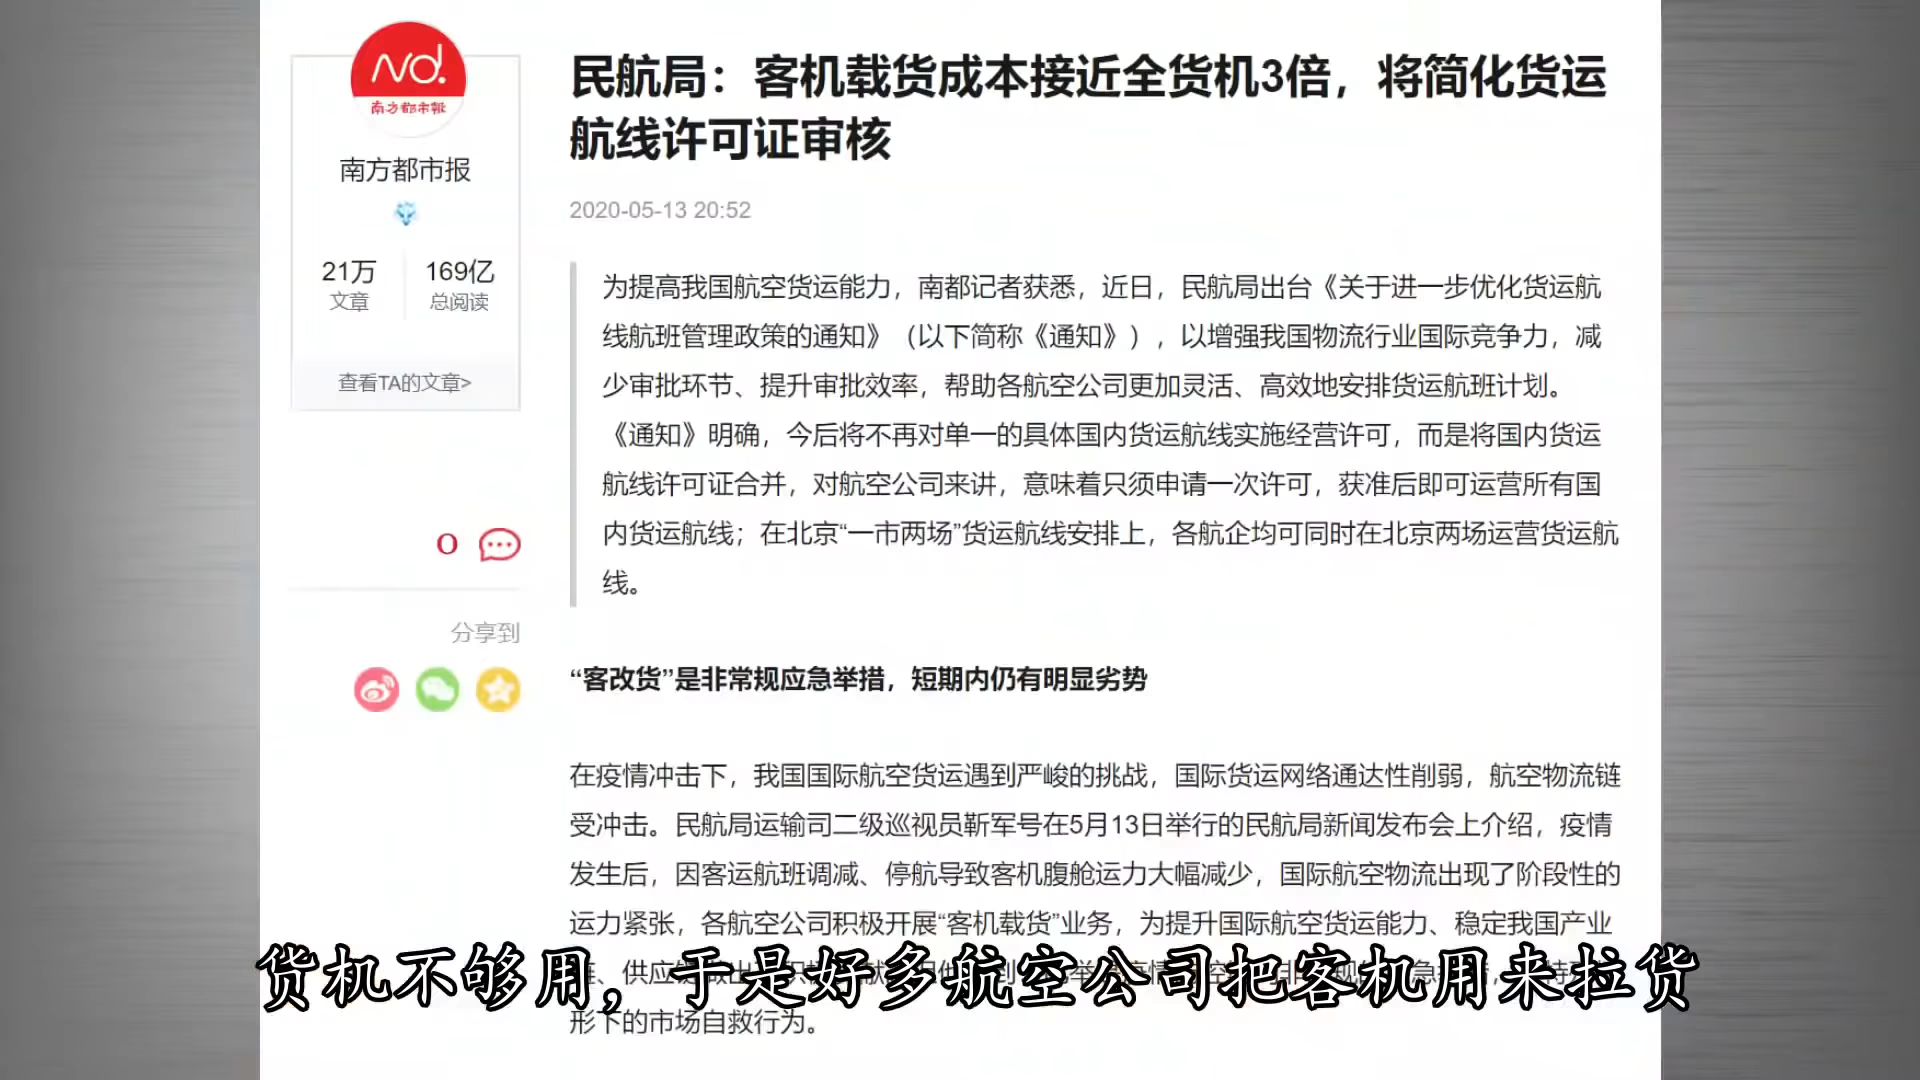 Nd.
南方都市报
南方都市报
21万
文章
169亿
总阅读
查看TA的文章>
0
分享到
民航局：客机载货成本接近全货机3倍，将简化货运
航线许可证审核
2020-05-13 20:52
为提高我国航空货运能力，南都记者获悉，近日，民航局出台《关于进一步优化货运航
线航班管理政策的通知》（以下简称《通知》），以增强我国物流行业国际竞争力，减
少审批环节、提升审批效率，帮助各航空公司更加灵活、高效地安排货运航班计划。
《通知》明确，今后将不再对单一的具体国内货运航线实施经营许可，而是将国内货运
航线许可证合并，对航空公司来讲，意味着只须申请一次许可，获准后即可运营所有国
内货运航线；在北京“一市两场”货运航线安排上，各航企均可同时在北京两场运营货运航
线。
“客改货”是非常规应急举措，短期内仍有明显劣势
在疫情冲击下，我国国际航空货运遇到严峻的挑战，国际货运网络通达性削弱，航空物流链
受冲击。民航局运输司二级巡视员靳军号在5月13日举行的民航局新闻发布会上介绍，疫情
发生后，因客运航班调减、停航导致客机腹舱运力大幅减少，国际航空物流出现了阶段性的
运力紧张，各航空公司积极开展“客机载货”业务，为提升国际航空货运能力、稳定我国产业
、供应
形下的市场自救行为。
货机不够用，于是好多航空公司把客机用来拉货